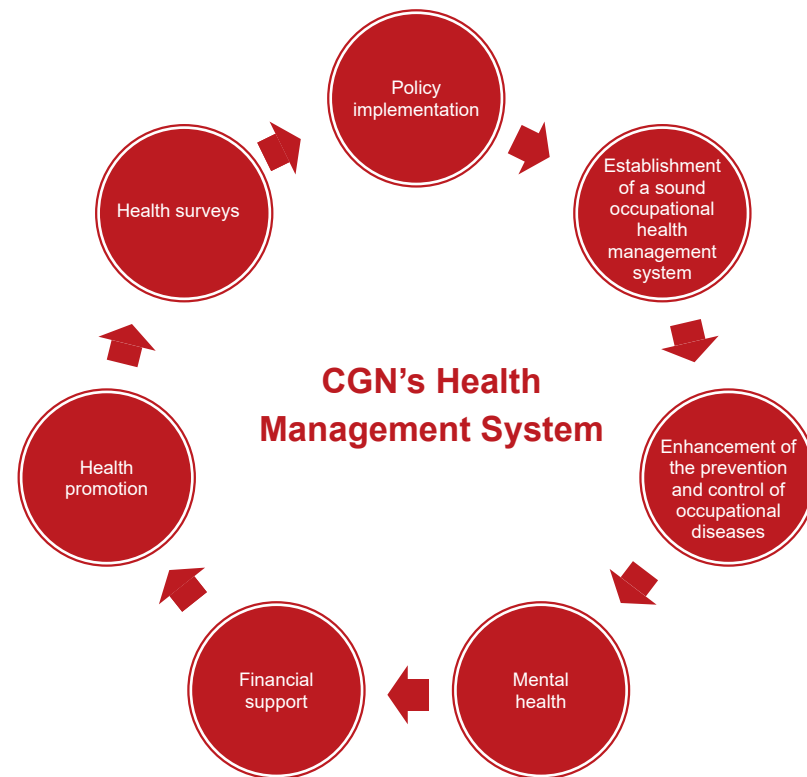 Policy
implementation
Establishment
of a sound
occupational
health
management
system
Enhancement of
the prevention
and control of
occupational
diseases
Mental
health
Financial
support
Health
promotion
Health surveys
CGN’s Health
Management System